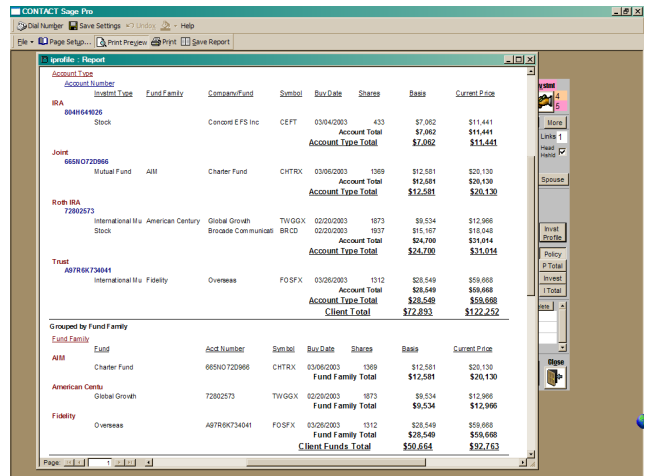 CONTACT Sage Pro
Dial Number Save Settings Undo Help
File Page Setup... Print Preview Print Save Report
iprofile : Report
Account Type
Account Number
Invstmt Type Fund Family Company/Fund Symbol Buy Date Shares Basis Current Price
IRA
804H641026
Stock Concord EFS Inc CEFT 03/04/2003 433 $7,062 $11,441
Account Total $7,062 $11,441
Account Type Total $7,062 $11,441
Joint
665NO72D966
Mutual Fund AIM Charter Fund CHTRX 03/06/2003 1369 $12,581 $20,130
Account Total $12,581 $20,130
Account Type Total $12,581 $20,130
Roth IRA
72802573
International Mu American Century Global Growth TWGGX 02/20/2003 1873 $9,534 $12,966
Stock Brocade Communicati BRCD 02/20/2003 1937 $15,167 $18,048
Account Total $24,700 $31,014
Account Type Total $24,700 $31,014
Trust
A97R6K734041
International Mu Fidelity Overseas FOSFX 03/26/2003 1312 $28,549 $59,668
Account Total $28,549 $59,668
Account Type Total $28,549 $59,668
Client Total $72,893 $122,252
Grouped by Fund Family
Fund Family
Fund Acct Number Symbol Buy Date Shares Basis Current Price
AIM
Charter Fund 665NO72D966 CHTRX 03/06/2003 1369 $12,581 $20,130
Fund Family Total $12,581 $20,130
American Centu
Global Growth 72802573 TWGGX 02/20/2003 1873 $9,534 $12,966
Fund Family Total $9,534 $12,966
Fidelity
Overseas A97R6K734041 FOSFX 03/26/2003 1312 $28,549 $59,668
Fund Family Total $28,549 $59,668
Client Funds Total $50,664 $92,763
Page: 1
4
5
More
Links 1
Head
Hshld
Spouse
Invst
Profile
Policy
P Total
Invest
I Total
Close